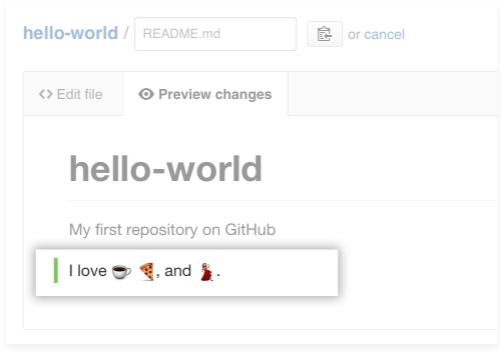 hello-world / README.md or cancel
<> Edit file Preview changes
hello-world
My first repository on GitHub
I love ☕ 🍕, and 💃.